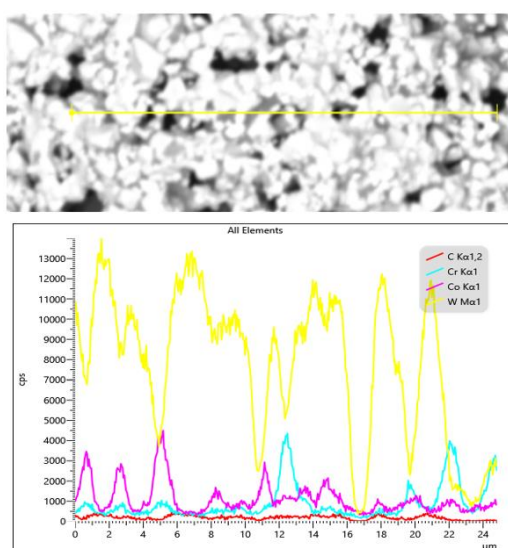 All Elements
C Kα1,2
Cr Kα1
Co Kα1
W Mα1
cps
13000
12000
11000
10000
9000
8000
7000
6000
5000
4000
3000
2000
1000
0
0 2 4 6 8 10 12 14 16 18 20 22 24
µm